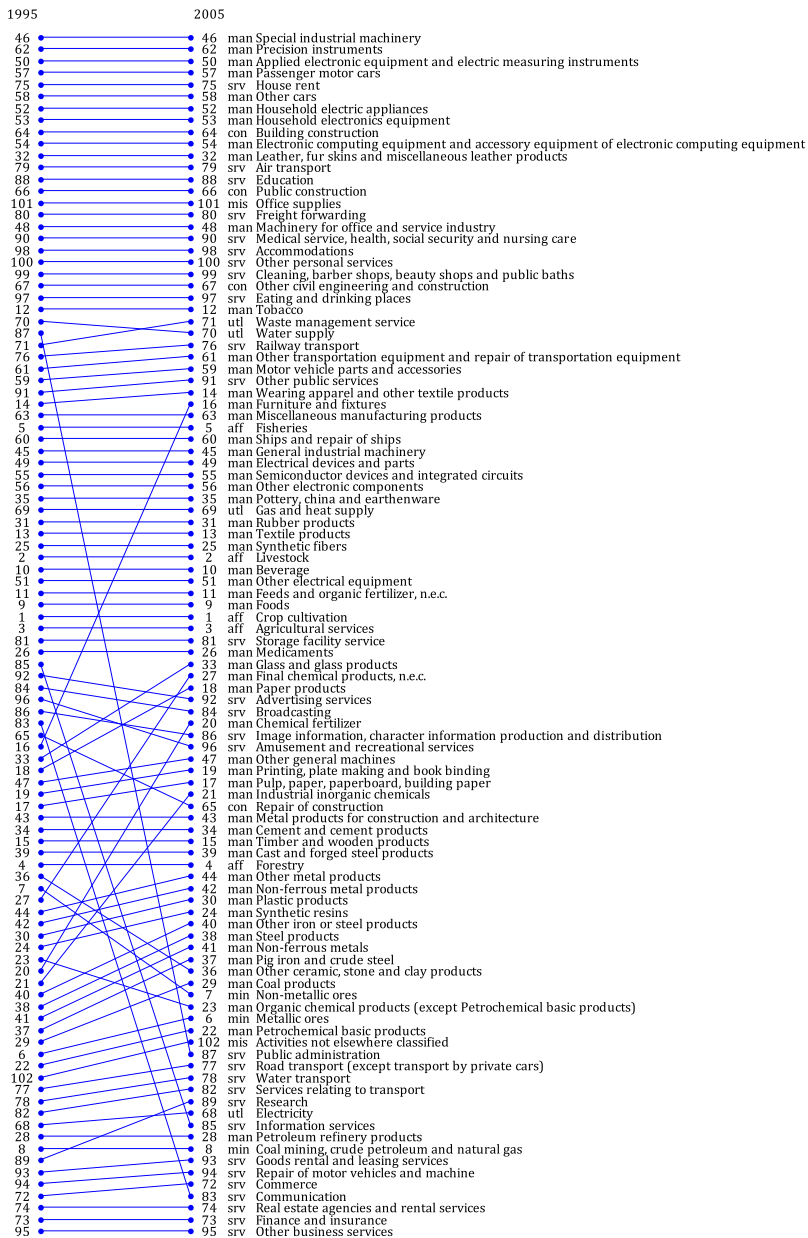 1995 2005
46 46 man Special industrial machinery
62 62 man Precision instruments
50 50 man Applied electronic equipment and electric measuring instruments
57 57 man Passenger motor cars
75 75 srv House rent
58 58 man Other cars
52 52 man Household electric appliances
53 53 man Household electronics equipment
64 64 con Building construction
54 54 man Electronic computing equipment and accessory equipment of electronic computing equipment
32 32 man Leather, fur skins and miscellaneous leather products
79 79 srv Air transport
88 88 srv Education
66 66 con Public construction
101 101 mis Office supplies
80 80 srv Freight forwarding
48 48 man Machinery for office and service industry
90 90 srv Medical service, health, social security and nursing care
98 98 srv Accommodations
100 100 srv Other personal services
99 99 srv Cleaning, barber shops, beauty shops and public baths
67 67 con Other civil engineering and construction
97 97 srv Eating and drinking places
12 12 man Tobacco
70 71 utl Waste management service
87 70 utl Water supply
71 76 srv Railway transport
76 61 man Other transportation equipment and repair of transportation equipment
61 59 man Motor vehicle parts and accessories
59 91 srv Other public services
91 14 man Wearing apparel and other textile products
14 16 man Furniture and fixtures
63 63 man Miscellaneous manufacturing products
5 5 aff Fisheries
60 60 man Ships and repair of ships
45 45 man General industrial machinery
49 49 man Electrical devices and parts
55 55 man Semiconductor devices and integrated circuits
56 56 man Other electronic components
35 35 man Pottery, china and earthenware
69 69 utl Gas and heat supply
31 31 man Rubber products
13 13 man Textile products
25 25 man Synthetic fibers
2 2 aff Livestock
10 10 man Beverage
51 51 man Other electrical equipment
11 11 man Feeds and organic fertilizer, n.e.c.
9 9 man Foods
1 1 aff Crop cultivation
3 3 aff Agricultural services
81 81 srv Storage facility service
26 26 man Medicaments
85 33 man Glass and glass products
92 27 man Final chemical products, n.e.c.
84 18 man Paper products
96 92 srv Advertising services
86 84 srv Broadcasting
83 20 man Chemical fertilizer
65 86 srv Image information, character information production and distribution
16 96 srv Amusement and recreational services
33 47 man Other general machines
18 19 man Printing, plate making and book binding
47 17 man Pulp, paper, paperboard, building paper
19 21 man Industrial inorganic chemicals
17 65 con Repair of construction
43 43 man Metal products for construction and architecture
34 34 man Cement and cement products
15 15 man Timber and wooden products
39 39 man Cast and forged steel products
4 4 aff Forestry
36 44 man Other metal products
7 42 man Non-ferrous metal products
27 30 man Plastic products
44 24 man Synthetic resins
42 40 man Other iron or steel products
30 38 man Steel products
24 41 man Non-ferrous metals
23 37 man Pig iron and crude steel
20 36 man Other ceramic, stone and clay products
21 29 man Coal products
40 7 min Non-metallic ores
38 23 man Organic chemical products (except Petrochemical basic products)
41 6 min Metallic ores
37 22 man Petrochemical basic products
29 102 mis Activities not elsewhere classified
6 87 srv Public administration
22 77 srv Road transport (except transport by private cars)
102 78 srv Water transport
77 82 srv Services relating to transport
78 89 srv Research
82 68 utl Electricity
68 85 srv Information services
28 28 man Petroleum refinery products
8 8 min Coal mining, crude petroleum and natural gas
89 93 srv Goods rental and leasing services
93 94 srv Repair of motor vehicles and machine
94 72 srv Commerce
72 83 srv Communication
74 74 srv Real estate agencies and rental services
73 73 srv Finance and insurance
95 95 srv Other business services